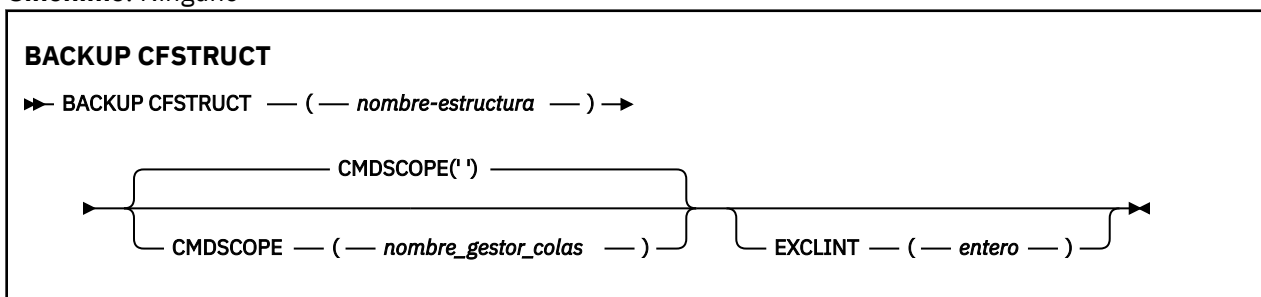 Sinónimo: Ninguno
BACKUP CFSTRUCT
BACKUP CFSTRUCT ( nombre-estructura )
CMDSCOPE(' ')
CMDSCOPE ( nombre_gestor_colas ) EXCLINT ( entero )